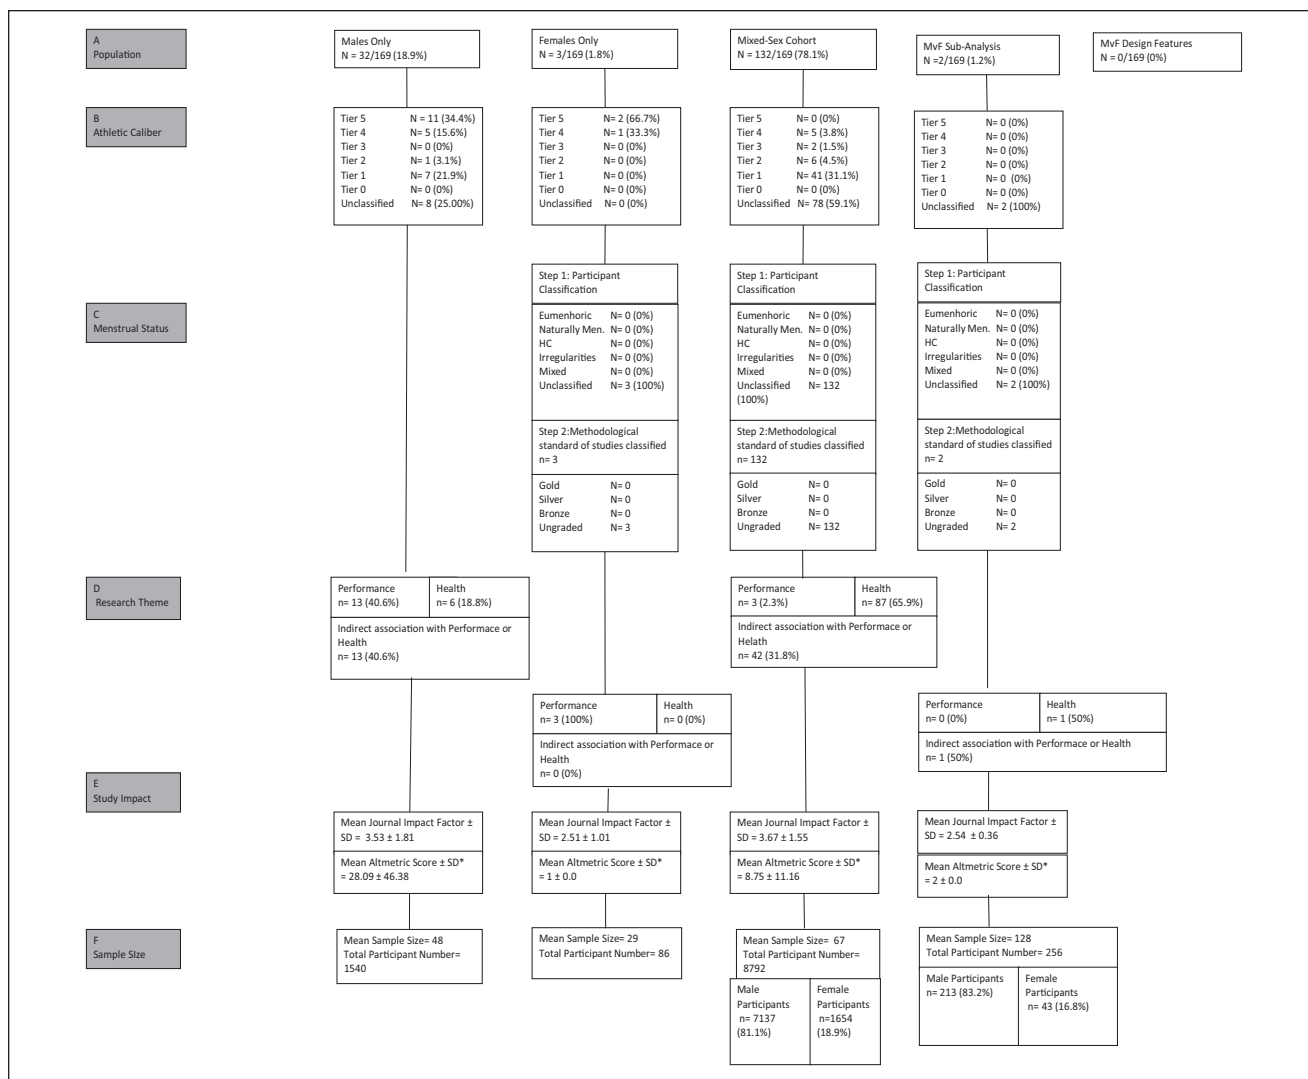 A
Population
Males Only
N = 32/169 (18.9%)
Females Only
N = 3/169 (1.8%)
Mixed-Sex Cohort
N = 132/169 (78.1%)
MvF Sub-Analysis
N =2/169 (1.2%)
MvF Design Features
N = 0/169 (0%)
B
Athletic Caliber
Tier 5 N = 11 (34.4%)
Tier 4 N= 5 (15.6%)
Tier 3 N= 0 (0%)
Tier 2 N= 1 (3.1%)
Tier 1 N= 7 (21.9%)
Tier 0 N= 0 (0%)
Unclassified N= 8 (25.00%)
Tier 5 N= 2 (66.7%)
Tier 4 N= 1 (33.3%)
Tier 3 N= 0 (0%)
Tier 2 N= 0 (0%)
Tier 1 N= 0 (0%)
Tier 0 N= 0 (0%)
Unclassified N= 0 (0%)
Tier 5 N= 0 (0%)
Tier 4 N= 5 (3.8%)
Tier 3 N= 2 (1.5%)
Tier 2 N= 6 (4.5%)
Tier 1 N= 41 (31.1%)
Tier 0 N= 0 (0%)
Unclassified N= 78 (59.1%)
Tier 5 N= 0 (0%)
Tier 4 N= 0 (0%)
Tier 3 N= 0 (0%)
Tier 2 N= 0 (0%)
Tier 1 N= 0 (0%)
Tier 0 N= 0 (0%)
Unclassified N= 2 (100%)
C
Menstrual Status
Step 1: Participant
Classification
Eumenhoric N= 0 (0%)
Naturally Men. N= 0 (0%)
HC N= 0 (0%)
Irregularities N= 0 (0%)
Mixed N= 0 (0%)
Unclassified N= 3 (100%)
Step 2:Methodological
standard of studies classified
n= 3
Gold N= 0
Silver N= 0
Bronze N= 0
Ungraded N= 3
Step 1: Participant
Classification
Eumenhoric N= 0 (0%)
Naturally Men. N= 0 (0%)
HC N= 0 (0%)
Irregularities N= 0 (0%)
Mixed N= 0 (0%)
Unclassified N= 132
(100%)
Step 2:Methodological
standard of studies classified
n= 132
Gold N= 0
Silver N= 0
Bronze N= 0
Ungraded N= 132
Step 1: Participant
Classification
Eumenhoric N= 0 (0%)
Naturally Men. N= 0 (0%)
HC N= 0 (0%)
Irregularities N= 0 (0%)
Mixed N= 0 (0%)
Unclassified N= 2 (100%)
Step 2:Methodological
standard of studies classified
n= 2
Gold N= 0
Silver N= 0
Bronze N= 0
Ungraded N= 2
D
Research Theme
Performance
n= 13 (40.6%)
Health
n= 6 (18.8%)
Indirect association with Performace or
Health
n= 13 (40.6%)
Performance
n= 3 (100%)
Health
n= 0 (0%)
Indirect association with Performace or
Health
n= 0 (0%)
Performance
n= 3 (2.3%)
Health
n= 87 (65.9%)
Indirect association with Performace or
Helath
n= 42 (31.8%)
Performance
n= 0 (0%)
Health
n= 1 (50%)
Indirect association with Performace or Health
n= 1 (50%)
E
Study Impact
Mean Journal Impact Factor ±
SD = 3.53 ± 1.81
Mean Altmetric Score ± SD*
= 28.09 ± 46.38
Mean Journal Impact Factor ±
SD = 2.51 ± 1.01
Mean Altmetric Score ± SD*
= 1 ± 0.0
Mean Journal Impact Factor ±
SD = 3.67 ± 1.55
Mean Altmetric Score ± SD*
= 8.75 ± 11.16
Mean Journal Impact Factor ±
SD = 2.54 ± 0.36
Mean Altmetric Score ± SD*
= 2 ± 0.0
F
Sample SIze
Mean Sample Size= 48
Total Participant Number=
1540
Mean Sample Size= 29
Total Participant Number= 86
Mean Sample Size= 67
Total Participant Number=
8792
Male
Participants
n= 7137
(81.1%)
Female
Participants
n=1654
(18.9%)
Mean Sample Size= 128
Total Participant Number= 256
Male Participants
n= 213 (83.2%)
Female
Participants
n= 43 (16.8%)